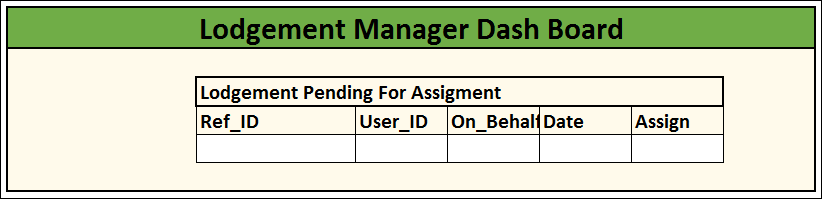 Lodgement Manager Dash Board
Lodgement Pending For Assigment
Ref_ID User_ID On_Behalf Date Assign